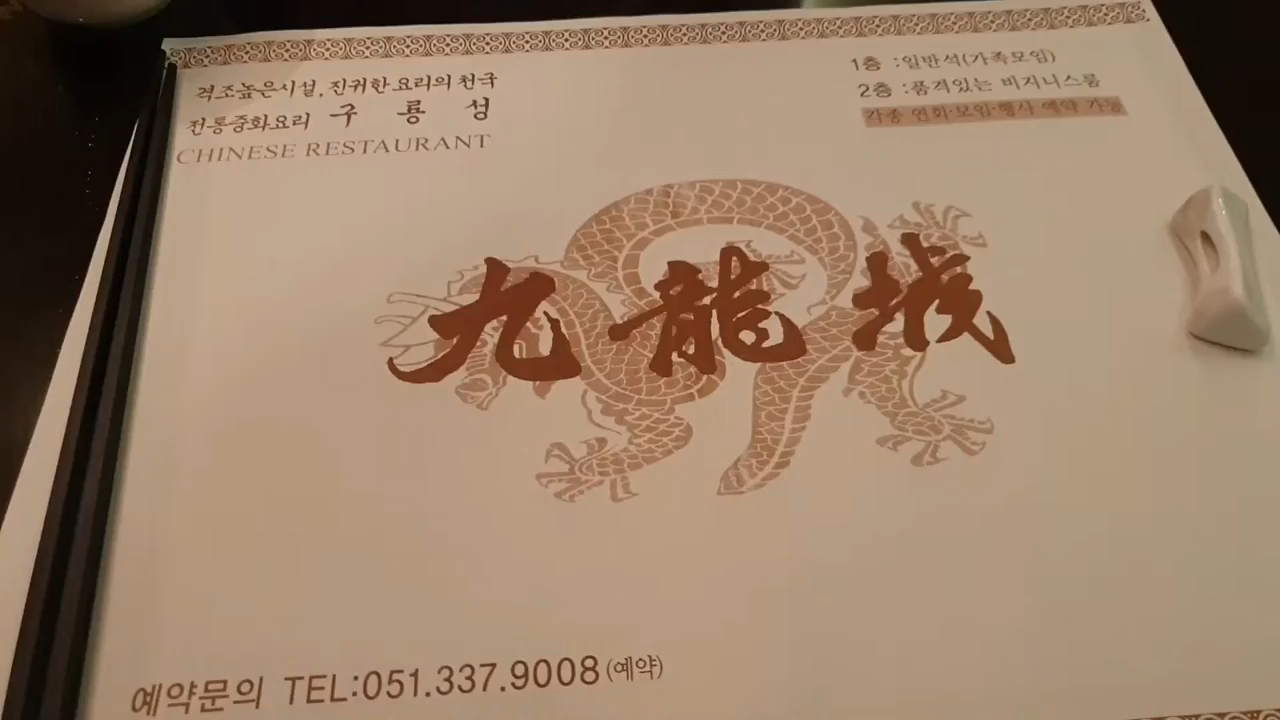 격조높은시설, 진귀한요리의 천국
전통중화요리 구룡성
CHINESE RESTAURANT
1층 :일반석(가족모임)
2층 :품격있는 비지니스룸
각종 연회·모임·행사 예약 가능
九龍城
예약문의 TEL:051.337.9008(예약)